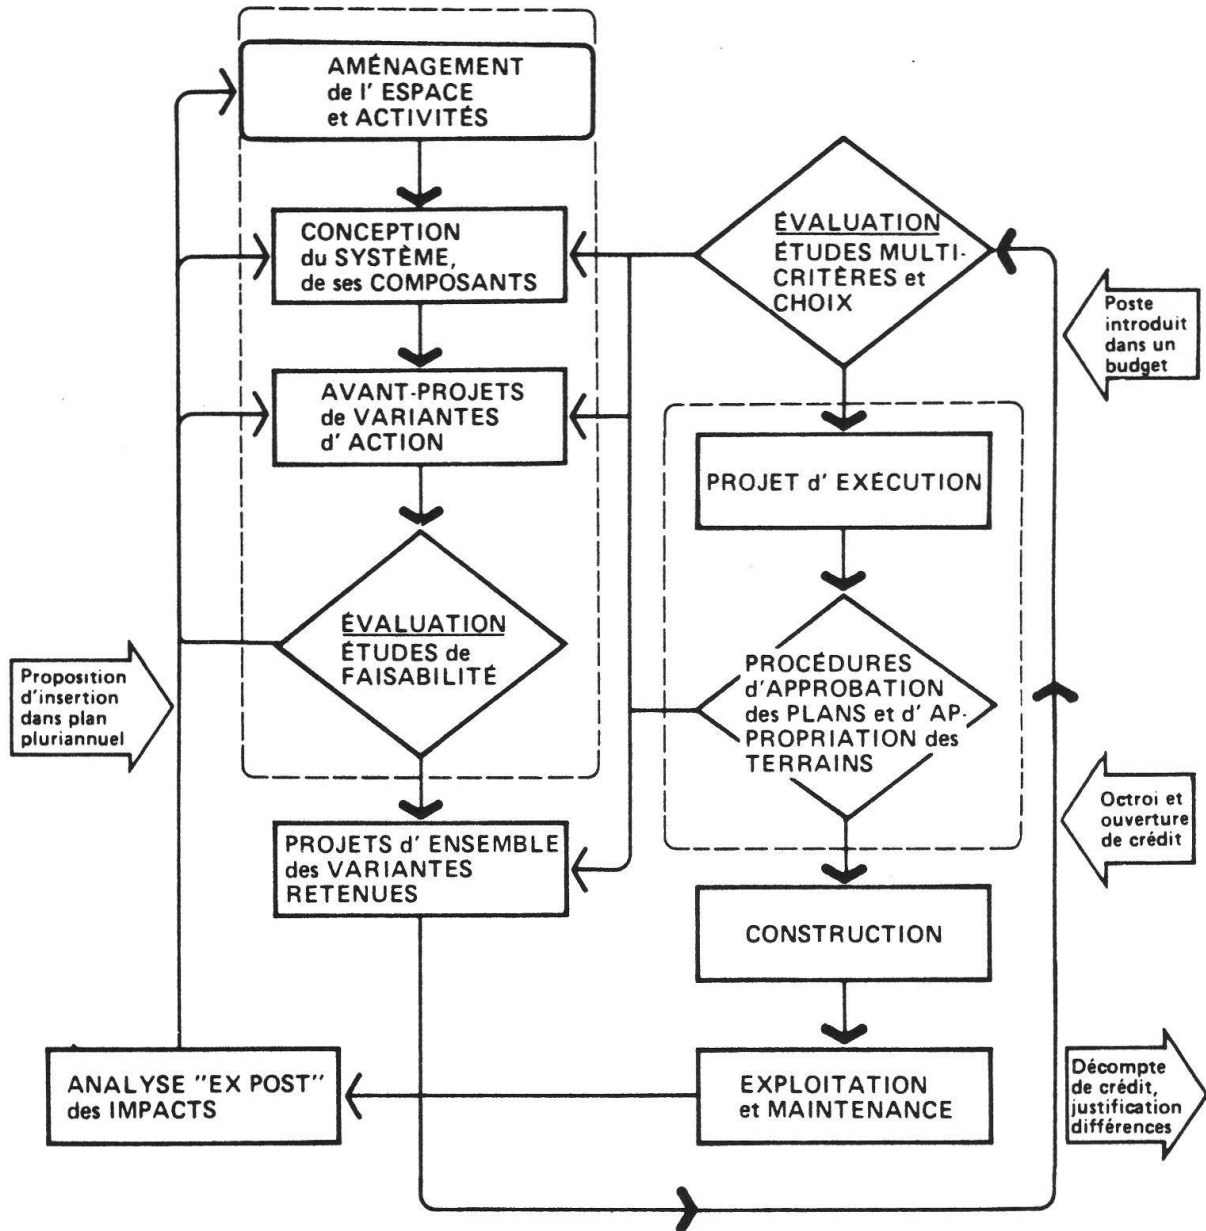 AMÉNAGEMENT
de l' ESPACE
et ACTIVITÉS
CONCEPTION
du SYSTÈME,
de ses COMPOSANTS
AVANT-PROJETS
de VARIANTES
d' ACTION
ÉVALUATION
ÉTUDES de
FAISABILITÉ
Proposition
d'insertion
dans plan
pluriannuel
PROJETS d' ENSEMBLE
des VARIANTES
RETENUES
ANALYSE "EX POST"
des IMPACTS
ÉVALUATION
ÉTUDES MULTI-
CRITÈRES et
CHOIX
PROJET d' EXÉCUTION
PROCÉDURES
d'APPROBATION
des PLANS et d' AP-
PROPRIATION des
TERRAINS
CONSTRUCTION
EXPLOITATION
et MAINTENANCE
Poste
introduit
dans un
budget
Octroi et
ouverture
de crédit
Décompte
de crédit,
justification
différences